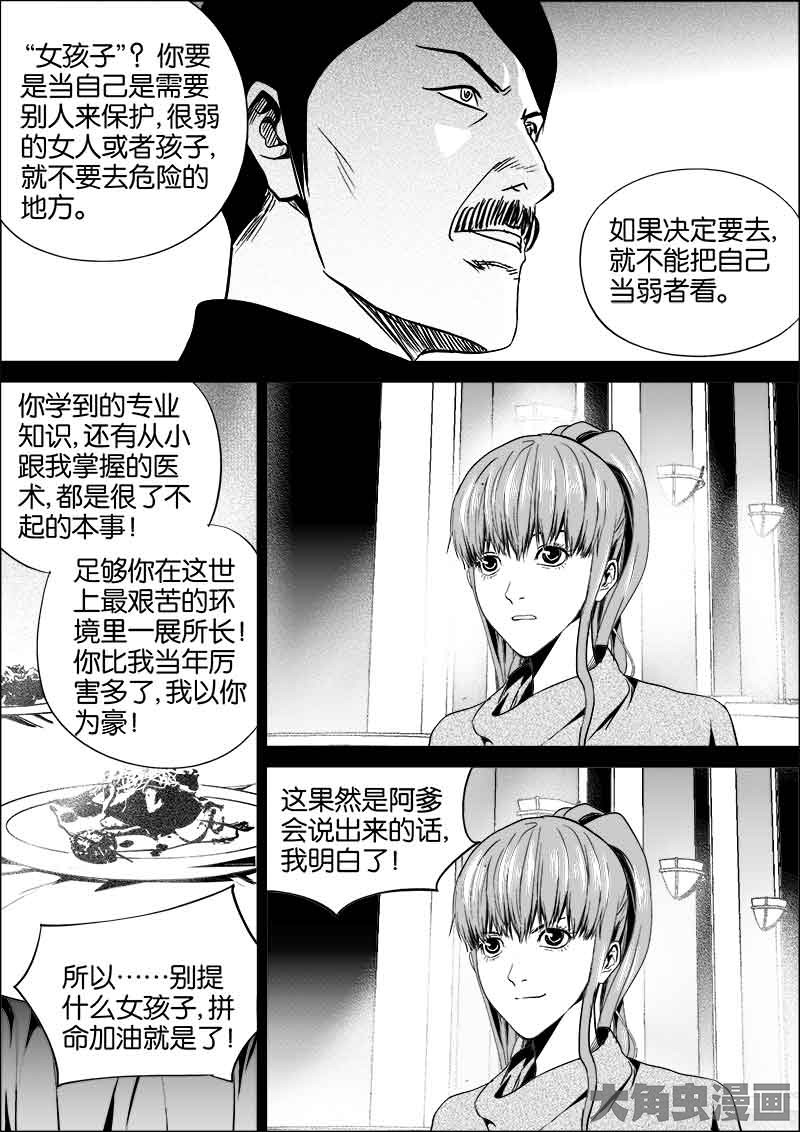 “女孩子”？你要
是当自己是需要
别人来保护，很弱
的女人或者孩子，
就不要去危险的
地方。
如果决定要去，
就不能把自己
当弱者看。
你学到的专业
知识，还有从小
跟我掌握的医
术，都是很了不
起的本事！
足够你在这世
上最艰苦的环
境里一展所长！
你比我当年厉
害多了，我以你
为豪！
这果然是阿爹
会说出来的话，
我明白了！
所以……别提
什么女孩子，拼
命加油就是了！
大角虫漫画